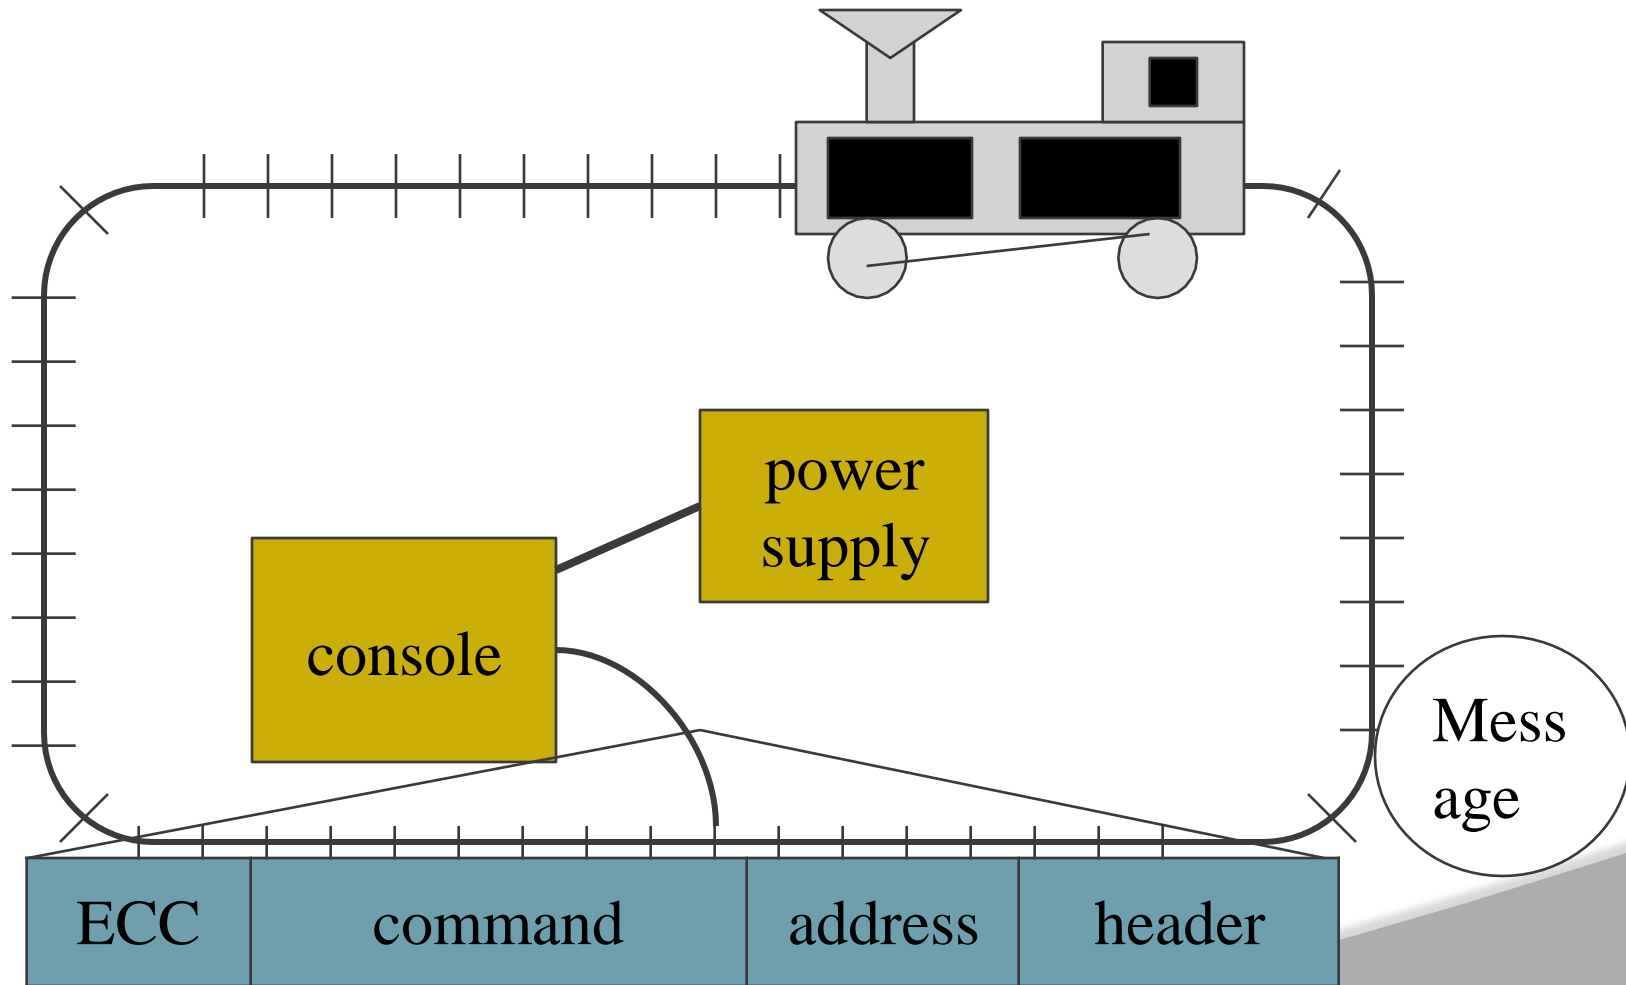 power
supply
console
Mess
age
ECC
command
address
header